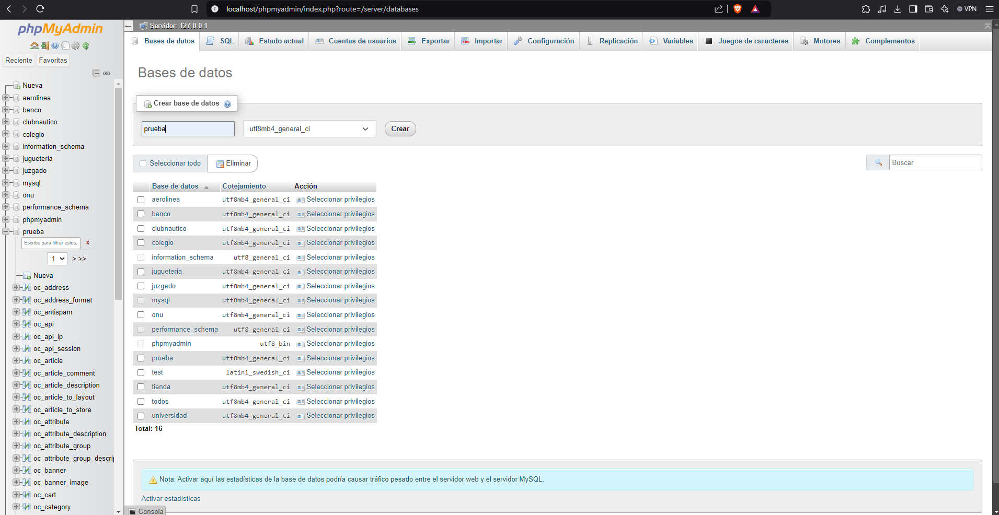 localhost/phpmyadmin/index.php?route=/server/databases
VPN
phpMyAdmin
Reciente
Favoritas
Nueva
aerolinea
banco
clubnautico
colegio
information_schema
jugueteria
juzgado
mysql
onu
performance_schema
phpmyadmin
prueba
Escribe para filtrar estos,
X
1
> >>
Nueva
oc_address
oc_address_format
oc_antispam
oc_api
oc_api_ip
oc_api_session
oc_article
oc_article_comment
oc_article_description
oc_article_to_layout
oc_article_to_store
oc_attribute
oc_attribute_description
oc_attribute_group
oc_attribute_group_descrip
oc_banner
oc_banner_image
oc_cart
oc_category
Servidor: 127.0.0.1
Bases de datos SQL Estado actual Cuentas de usuarios Exportar Importar Configuración Replicación Variables Juegos de caracteres Motores Complementos
Bases de datos
Crear base de datos
prueba utf8mb4_general_ci Crear
Seleccionar todo Eliminar Buscar
Base de datos Cotejamiento Acción
aerolinea utf8mb4_general_ci Seleccionar privilegios
banco utf8mb4_general_ci Seleccionar privilegios
clubnautico utf8mb4_general_ci Seleccionar privilegios
colegio utf8mb4_general_ci Seleccionar privilegios
information_schema utf8_general_ci Seleccionar privilegios
jugueteria utf8mb4_general_ci Seleccionar privilegios
juzgado utf8mb4_general_ci Seleccionar privilegios
mysql utf8mb4_general_ci Seleccionar privilegios
onu utf8mb4_general_ci Seleccionar privilegios
performance_schema utf8_general_ci Seleccionar privilegios
phpmyadmin utf8_bin Seleccionar privilegios
prueba utf8mb4_general_ci Seleccionar privilegios
test latin1_swedish_ci Seleccionar privilegios
tienda utf8mb4_general_ci Seleccionar privilegios
todos utf8mb4_general_ci Seleccionar privilegios
universidad utf8mb4_general_ci Seleccionar privilegios
Total: 16
Nota: Activar aquí las estadísticas de la base de datos podría causar tráfico pesado entre el servidor web y el servidor MySQL.
Activar estadísticas
Consola